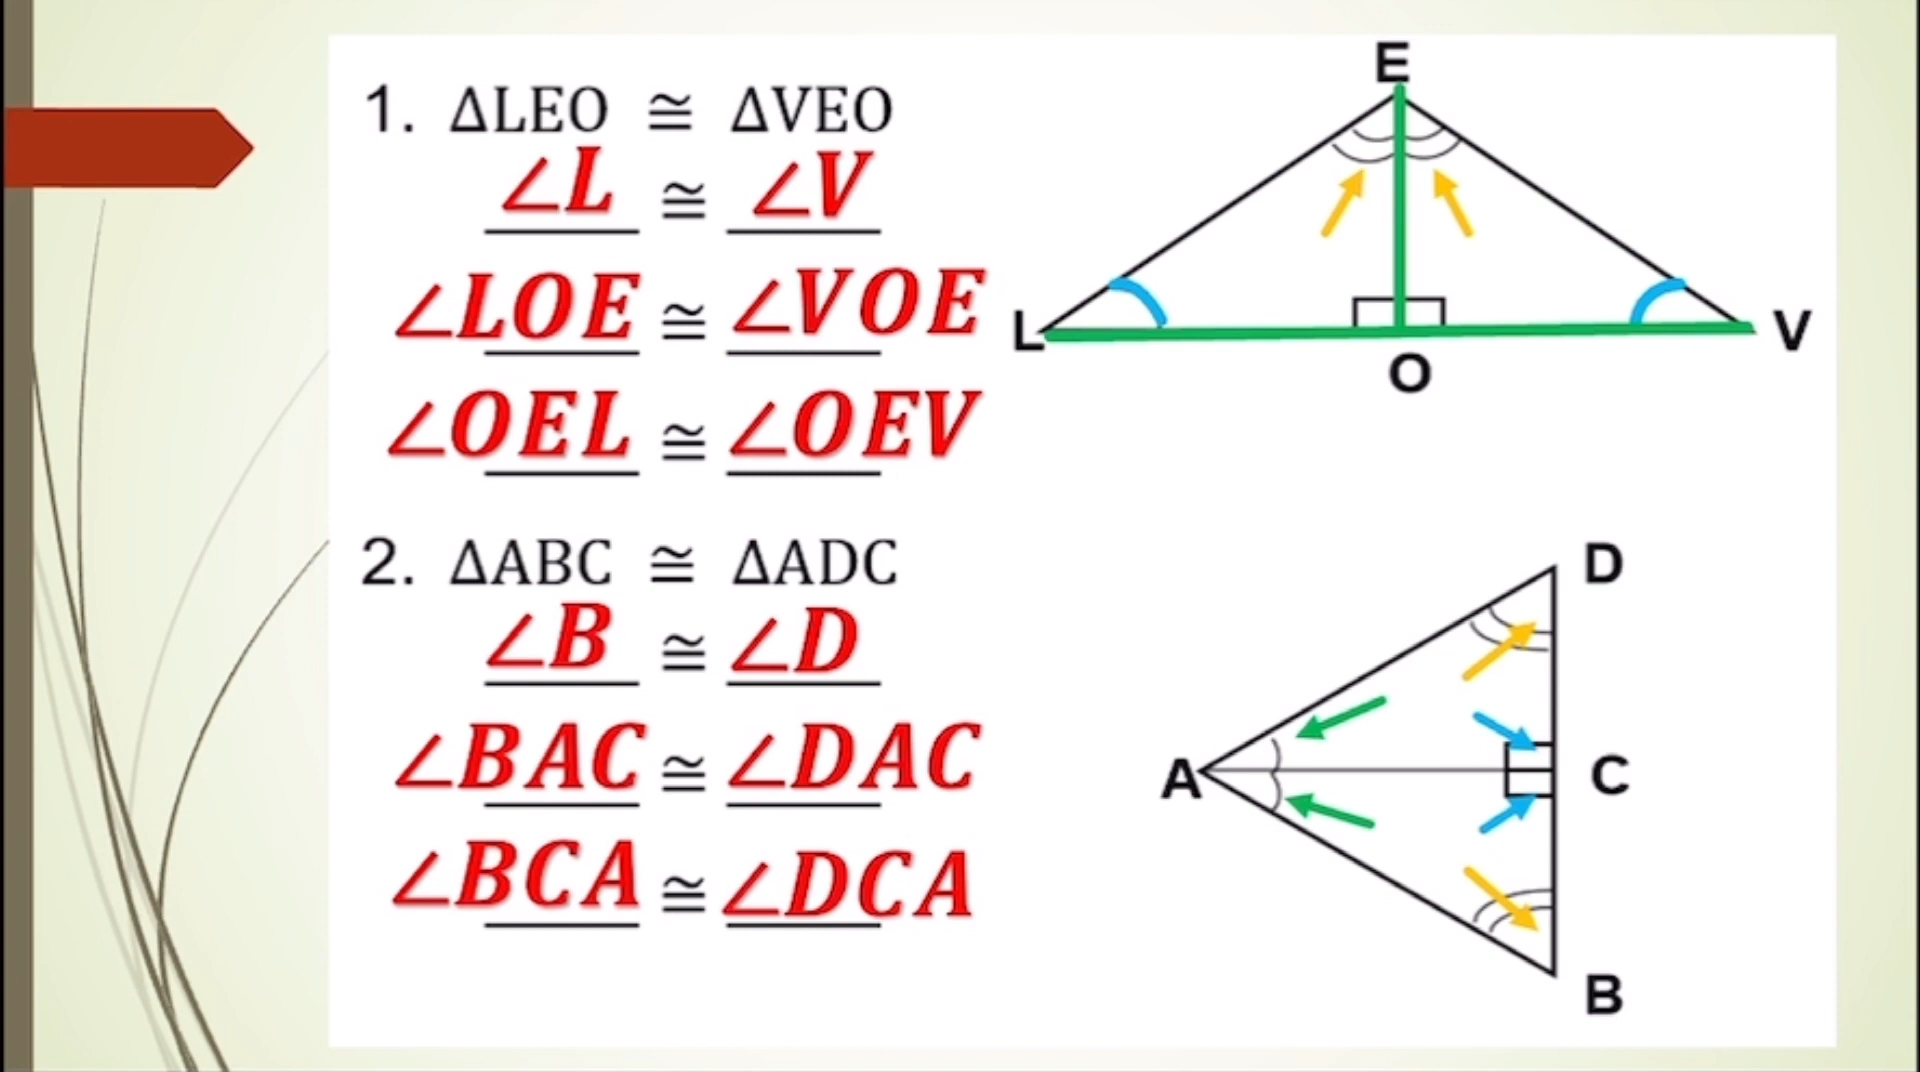 1. ΔLEO ≅ ΔVEO
∠L ≅ ∠V
∠LOE ≅ ∠VOE
∠OEL ≅ ∠OEV
E
L
V
O
2. ΔABC ≅ ΔADC
∠B ≅ ∠D
∠BAC ≅ ∠DAC
∠BCA ≅ ∠DCA
D
A
C
B